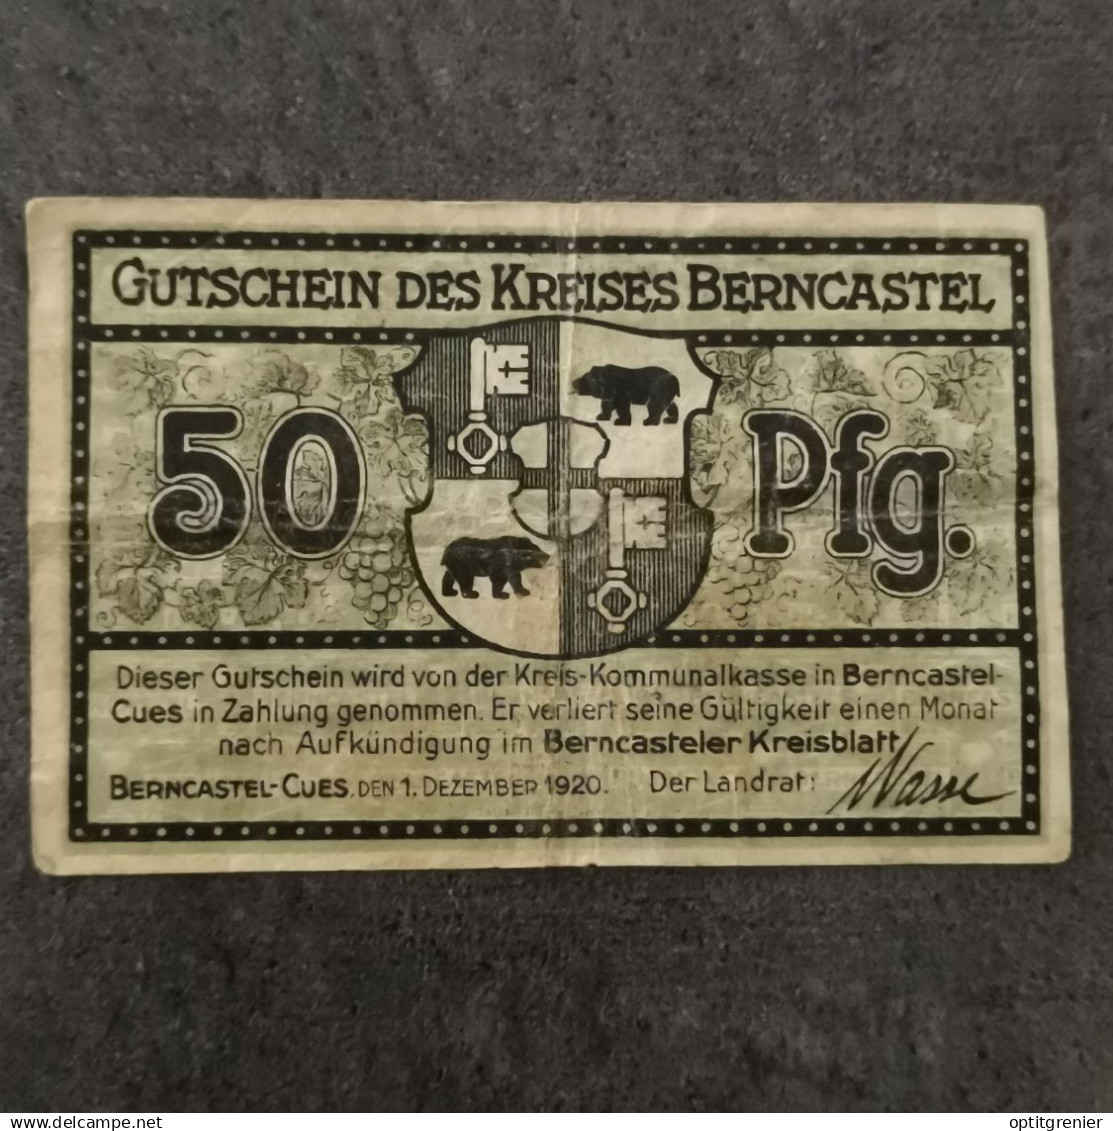 GUTSCHEIN DES KREISES BERNCASTEL
50 Pfg.
Dieser Gutschein wird von der Kreis-Kommunalkasse in Berncastel-
Cues in Zahlung genommen. Er verliert seine Gültigkeit einen Monat
nach Aufkündigung im Berncasteler Kreisblatt.
BERNCASTEL-CUES, DEN 1. DEZEMBER 1920. Der Landrat:
delcampe.net
optitgrenier